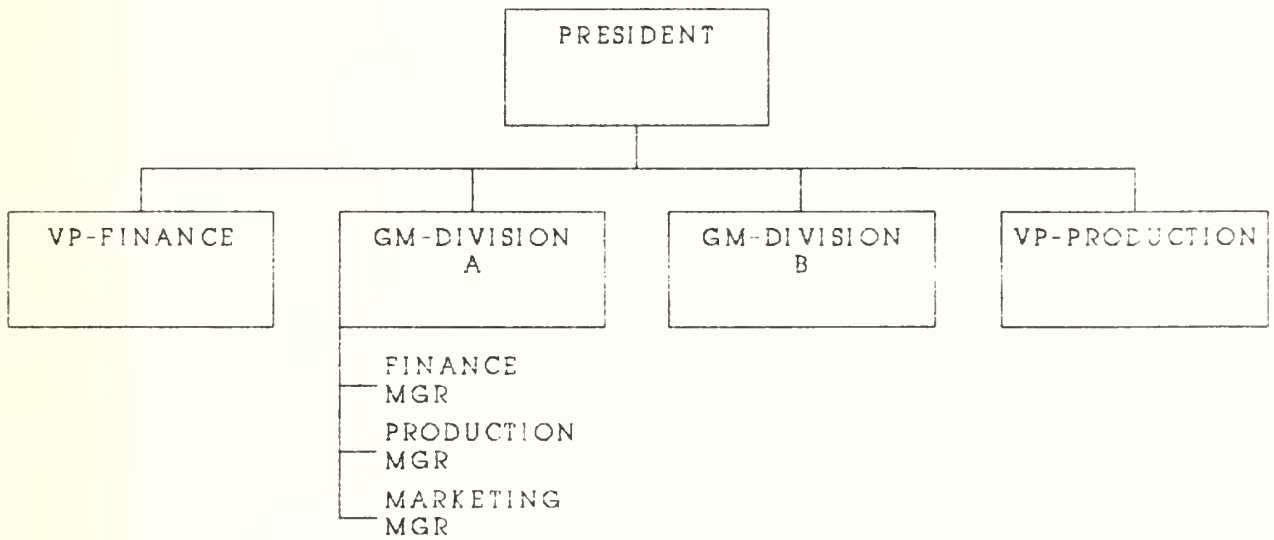 PRESIDENT
VP-FINANCE
GM-DIVISION
A
GM-DIVISION
B
VP-PRODUCTION
FINANCE
MGR
PRODUCTION
MGR
MARKETING
MGR